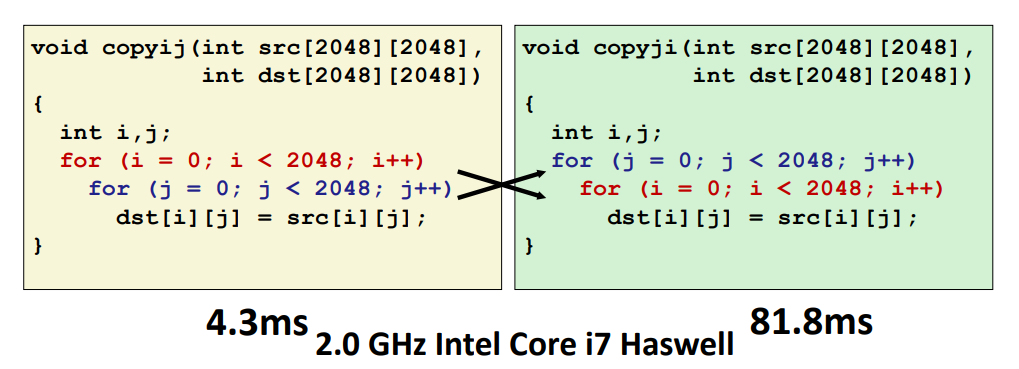 void copyij(int src[2048][2048],
            int dst[2048][2048])
{
  int i,j;
  for (i = 0; i < 2048; i++)
    for (j = 0; j < 2048; j++)
      dst[i][j] = src[i][j];
}
void copyji(int src[2048][2048],
            int dst[2048][2048])
{
  int i,j;
  for (j = 0; j < 2048; j++)
    for (i = 0; i < 2048; i++)
      dst[i][j] = src[i][j];
}
4.3ms
81.8ms
2.0 GHz Intel Core i7 Haswell